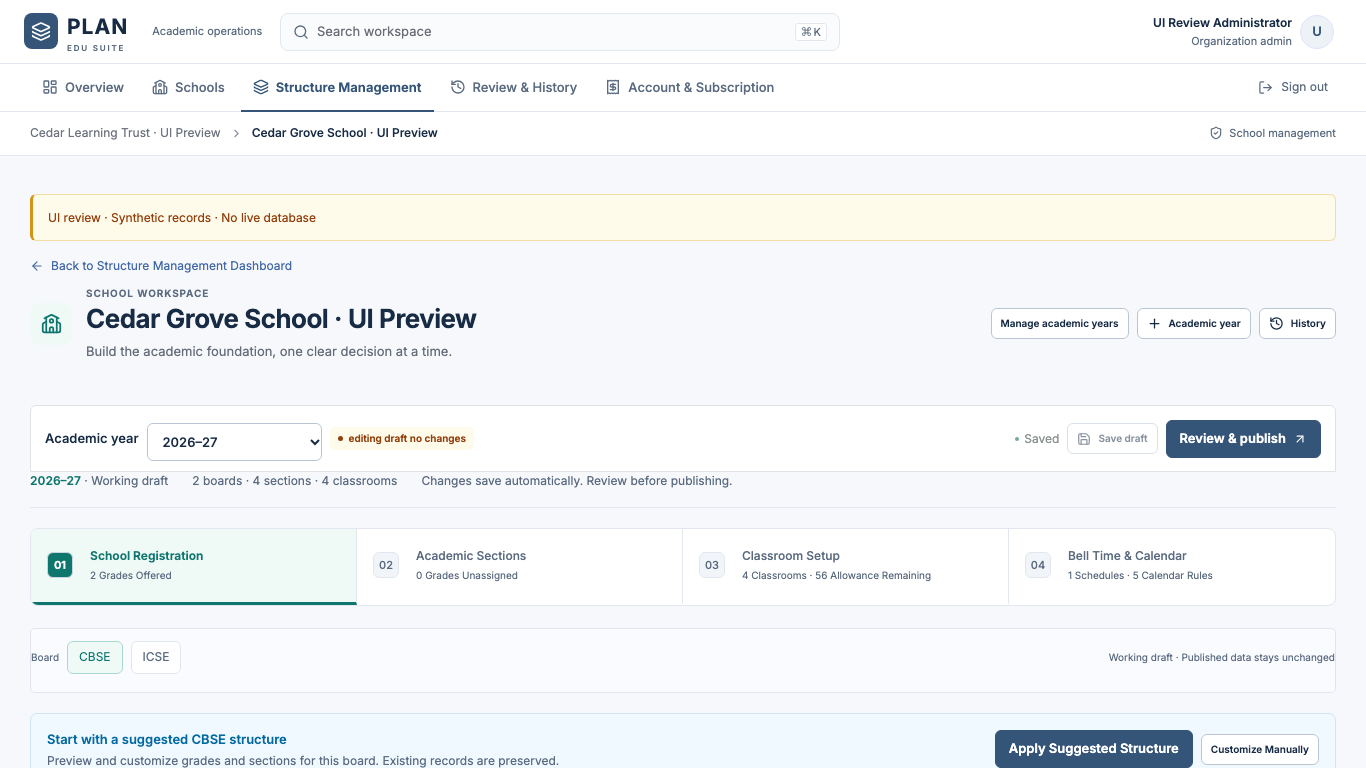 PLAN
EDU SUITE
Academic operations
Search workspace
⌘K
UI Review Administrator
Organization admin
U
Overview
Schools
Structure Management
Review & History
Account & Subscription
Sign out
Cedar Learning Trust · UI Preview
Cedar Grove School · UI Preview
School management
UI review · Synthetic records · No live database
Back to Structure Management Dashboard
SCHOOL WORKSPACE
Cedar Grove School · UI Preview
Build the academic foundation, one clear decision at a time.
Manage academic years
Academic year
History
Academic year
2026–27
editing draft no changes
Saved
Save draft
Review & publish
2026–27 · Working draft
2 boards · 4 sections · 4 classrooms
Changes save automatically. Review before publishing.
01
School Registration
2 Grades Offered
02
Academic Sections
0 Grades Unassigned
03
Classroom Setup
4 Classrooms · 56 Allowance Remaining
04
Bell Time & Calendar
1 Schedules · 5 Calendar Rules
Board
CBSE
ICSE
Working draft · Published data stays unchanged
Start with a suggested CBSE structure
Preview and customize grades and sections for this board. Existing records are preserved.
Apply Suggested Structure
Customize Manually